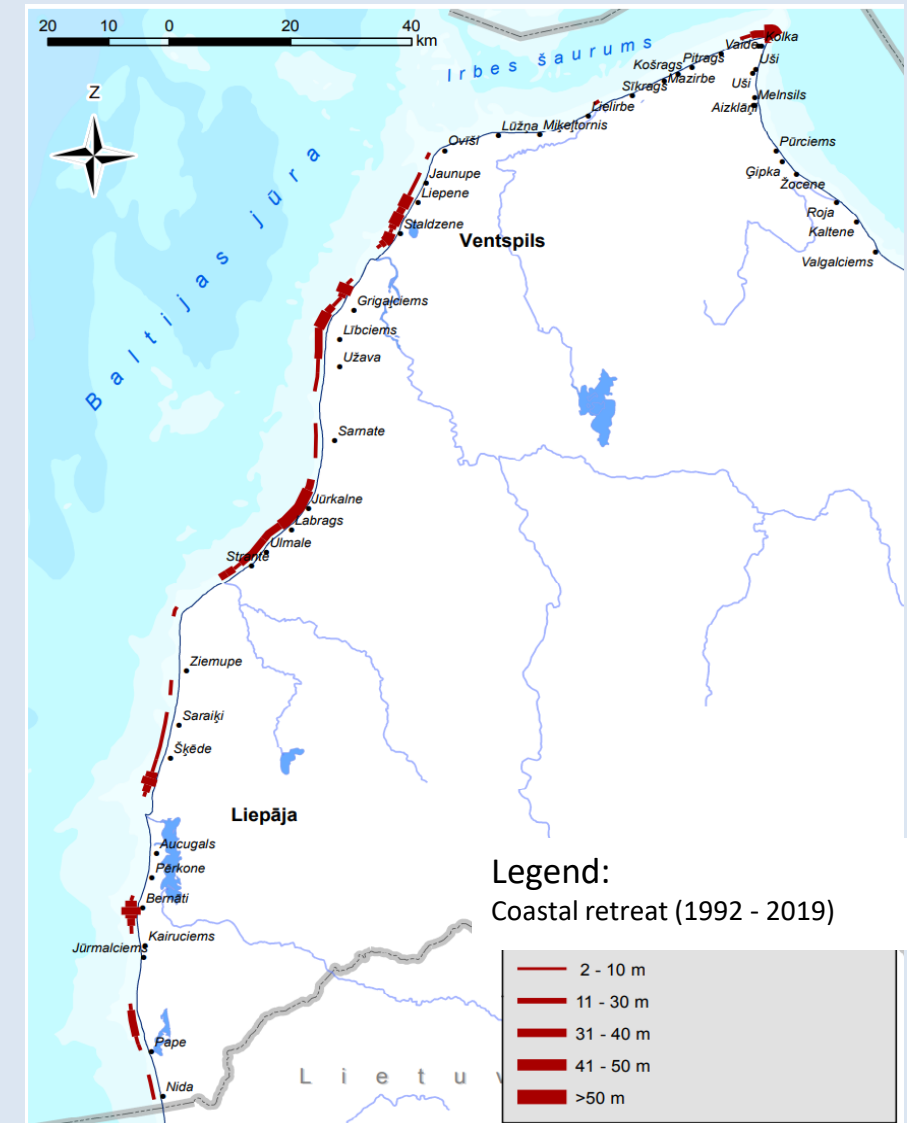 20 10 0 20 40
km
Z
Baltijas jūra
Irbes šaurums
Kolka
Vaide
Pitrags
Uši
Košrags
Mazirbe
Uši
Sīkrags
Melnsils
Aizklāņi
Lielirbe
Miķeļtornis
Lūžņa
Oviši
Pūrciems
Ģipka
Žocene
Jaunupe
Liepene
Roja
Kaltene
Staldzene
Ventspils
Valgalciems
Grigaļciems
Lībciems
Užava
Sarnate
Jūrkalne
Labrags
Ulmale
Strante
Ziemupe
Saraiķi
Šķēde
Liepāja
Aucugals
Pērkone
Bernāti
Kairuciems
Jūrmalciems
Pape
Nida
Legend:
Coastal retreat (1992 - 2019)
2 - 10 m
11 - 30 m
31 - 40 m
41 - 50 m
>50 m